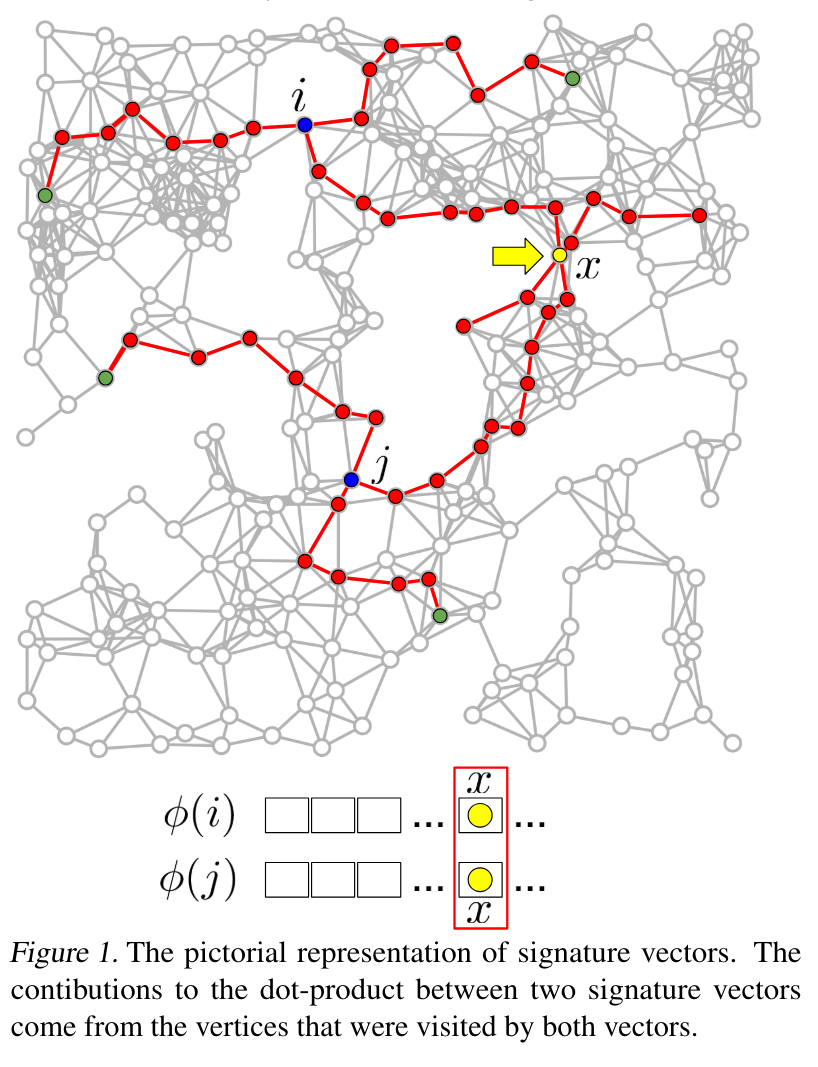 i
x
j
x
ϕ(i) ... ...
ϕ(j) ... ...
x
Figure 1. The pictorial representation of signature vectors. The
contibutions to the dot-product between two signature vectors
come from the vertices that were visited by both vectors.